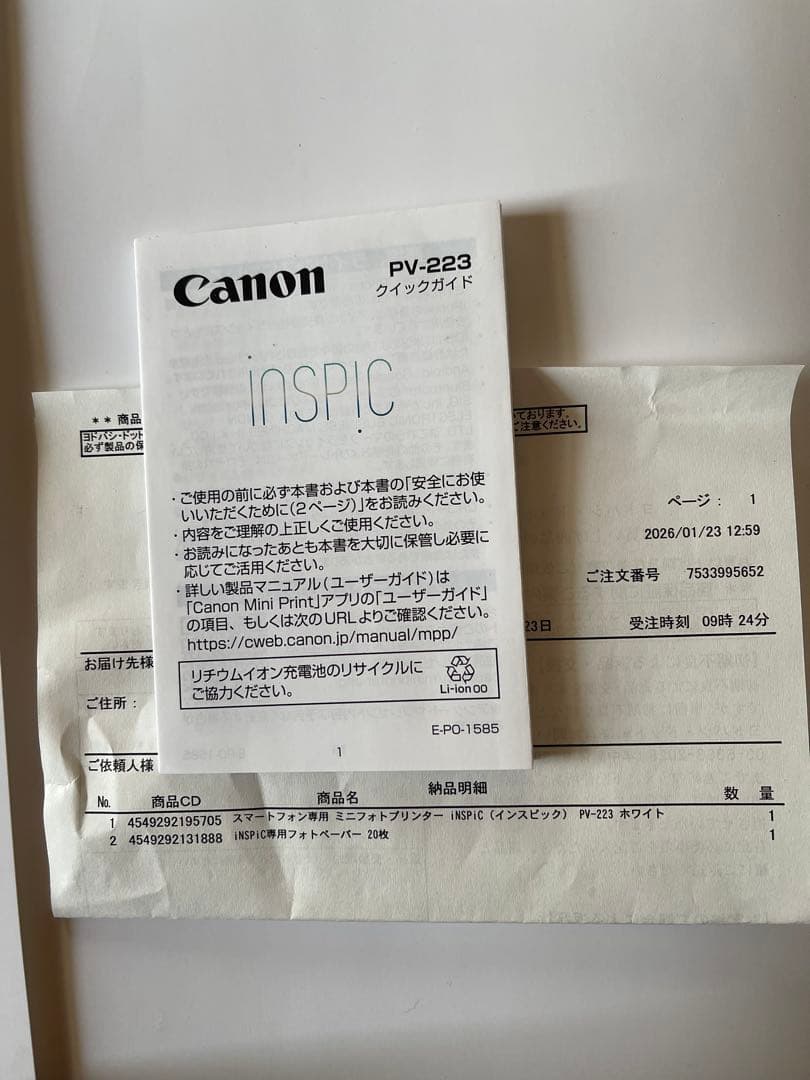 Canon
PV-223
クイックガイド
iNSPiC
・ご使用の前に必ず本書および本書の「安全にお使
いいただくために(2ページ)」をお読みください。
・内容をご理解の上正しくご使用ください。
・お読みになったあとも本書を大切に保管し必要に
応じてご活用ください。
・詳しい製品マニュアル(ユーザーガイド)は
「Canon Mini Print」アプリの「ユーザーガイド」
の項目、もしくは次のURLよりご確認ください。
https://cweb.canon.jp/manual/mpp/
リチウムイオン充電池のリサイクルに
ご協力ください。
Li-ion 00
E-PO-1585
1
** 商品
ヨドバシ・ドット
必ず製品の保
ております。
ご注意ください。
ページ: 1
2026/01/23 12:59
ご注文番号 7533995652
23日 受注時刻 09時24分
お届け先様
ご住所:
ご依頼人様
納品明細
No. 商品CD 商品名 数 量
1 4549292195705 スマートフォン専用 ミニフォトプリンター iNSPiC(インスピック) PV-223 ホワイト 1
2 4549292131888 iNSPiC専用フォトペーパー 20枚 1